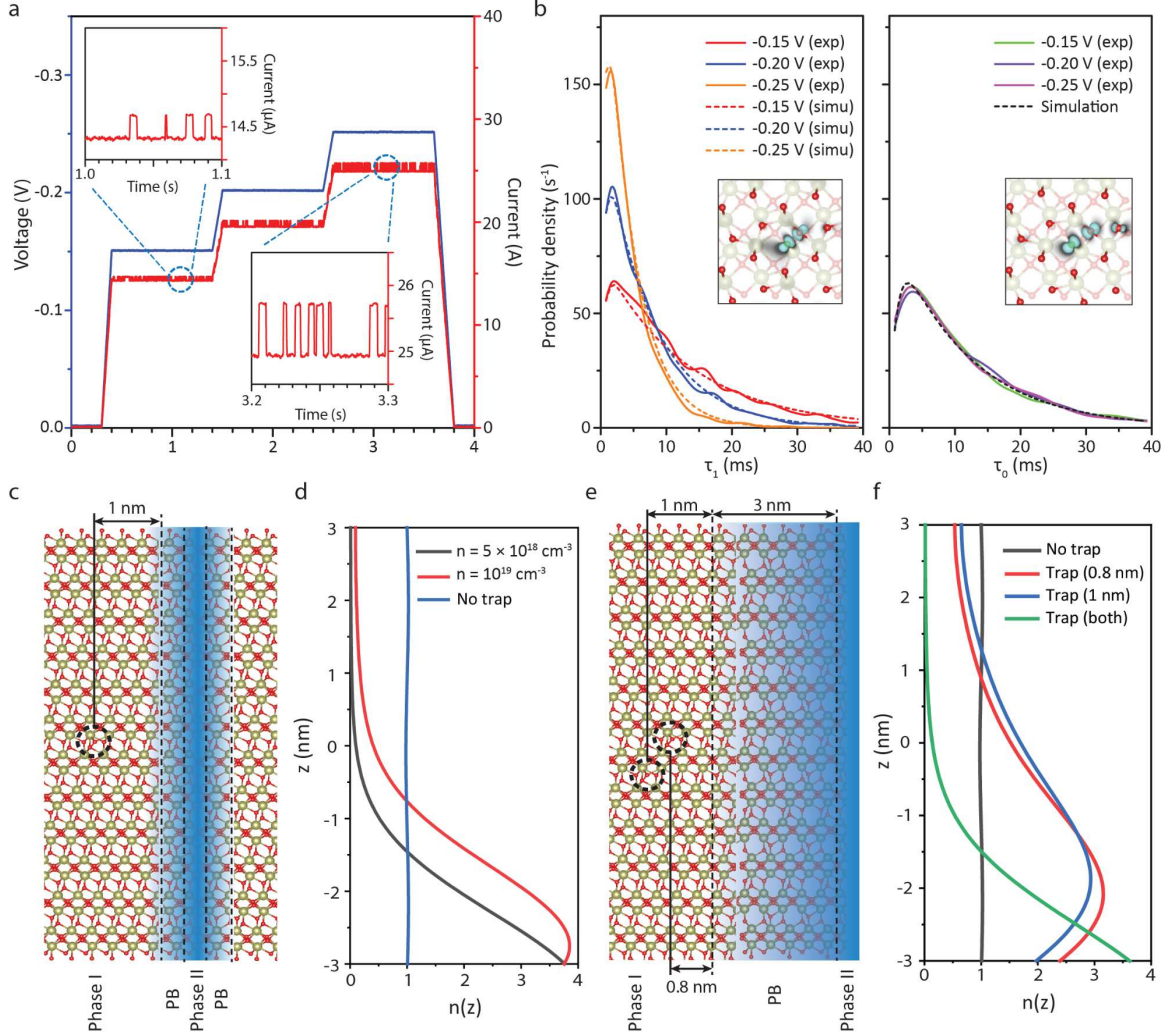 a
-0.3
-0.2
-0.1
0.0
Voltage (V)
40
30
20
10
0
Current (A)
0
1
2
3
4
Time (s)
15.5
14.5
Current (μA)
1.0
1.1
Time (s)
26
25
Current (μA)
3.2
3.3
Time (s)
b
150
100
50
0
Probability density (s⁻¹)
-0.15 V (exp)
-0.20 V (exp)
-0.25 V (exp)
-0.15 V (simu)
-0.20 V (simu)
-0.25 V (simu)
0
10
20
30
40
τ₁ (ms)
-0.15 V (exp)
-0.20 V (exp)
-0.25 V (exp)
Simulation
0
10
20
30
40
τ₀ (ms)
c
1 nm
Phase I
PB
Phase II
PB
d
3
2
1
0
-1
-2
-3
z (nm)
n = 5 × 10¹⁸ cm⁻³
n = 10¹⁹ cm⁻³
No trap
0
1
2
3
4
n(z)
e
1 nm
3 nm
0.8 nm
Phase I
PB
Phase II
f
3
2
1
0
-1
-2
-3
z (nm)
No trap
Trap (0.8 nm)
Trap (1 nm)
Trap (both)
0
1
2
3
4
n(z)